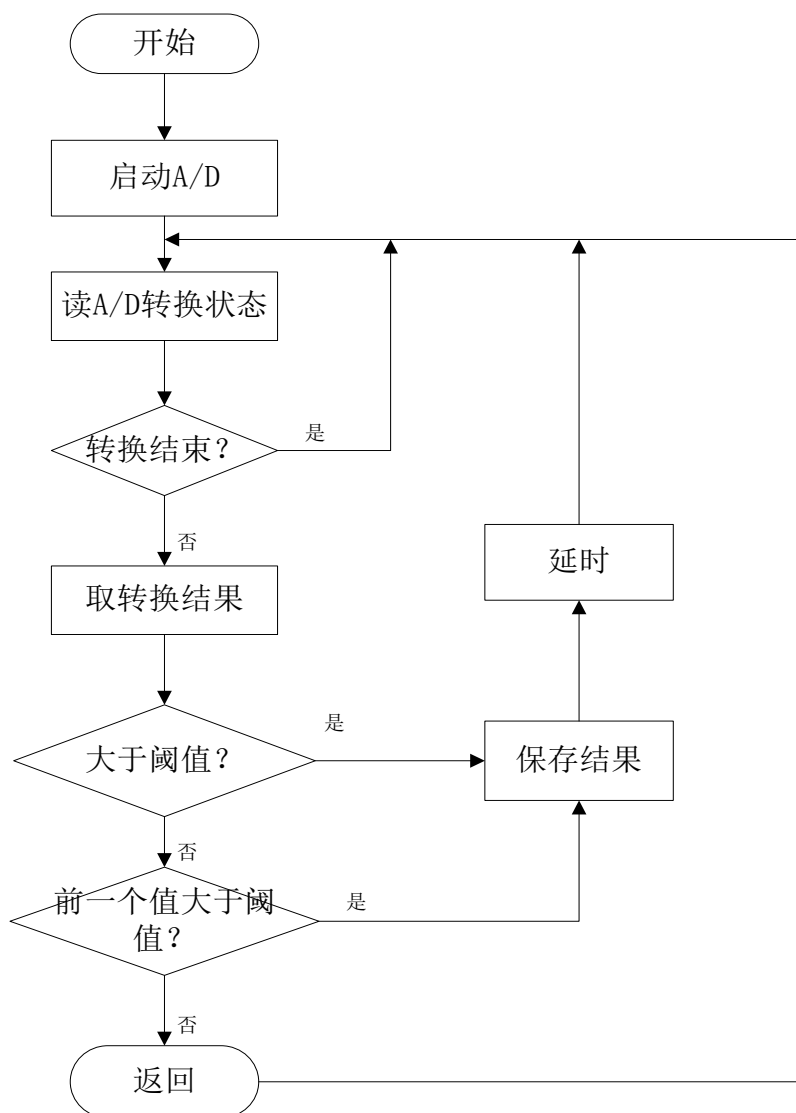 开始
启动A/D
读A/D转换状态
转换结束?
是
否
取转换结果
延时
大于阈值?
是
保存结果
否
前一个值大于阈
值?
是
否
返回